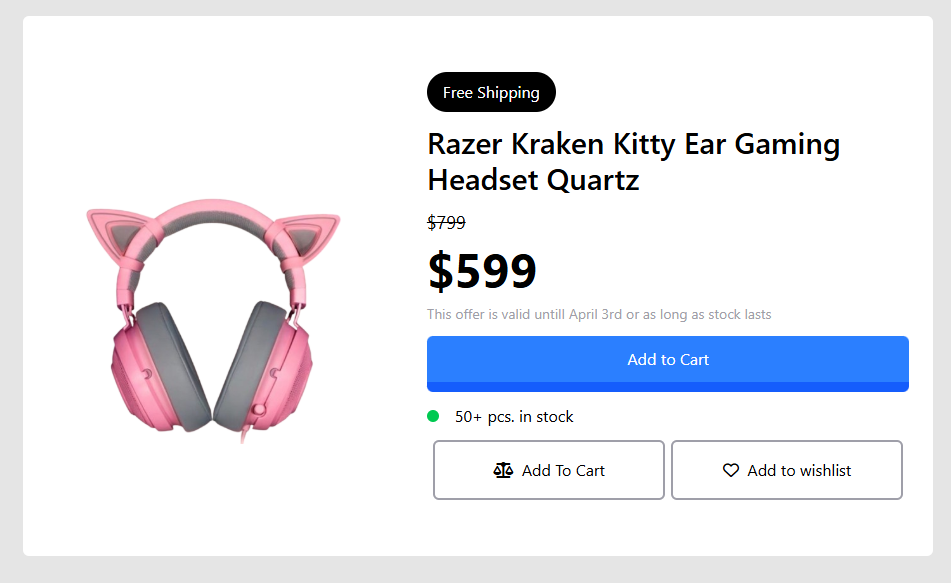 Free Shipping
Razer Kraken Kitty Ear Gaming
Headset Quartz
$799
$599
This offer is valid untill April 3rd or as long as stock lasts
Add to Cart
50+ pcs. in stock
Add To Cart
Add to wishlist